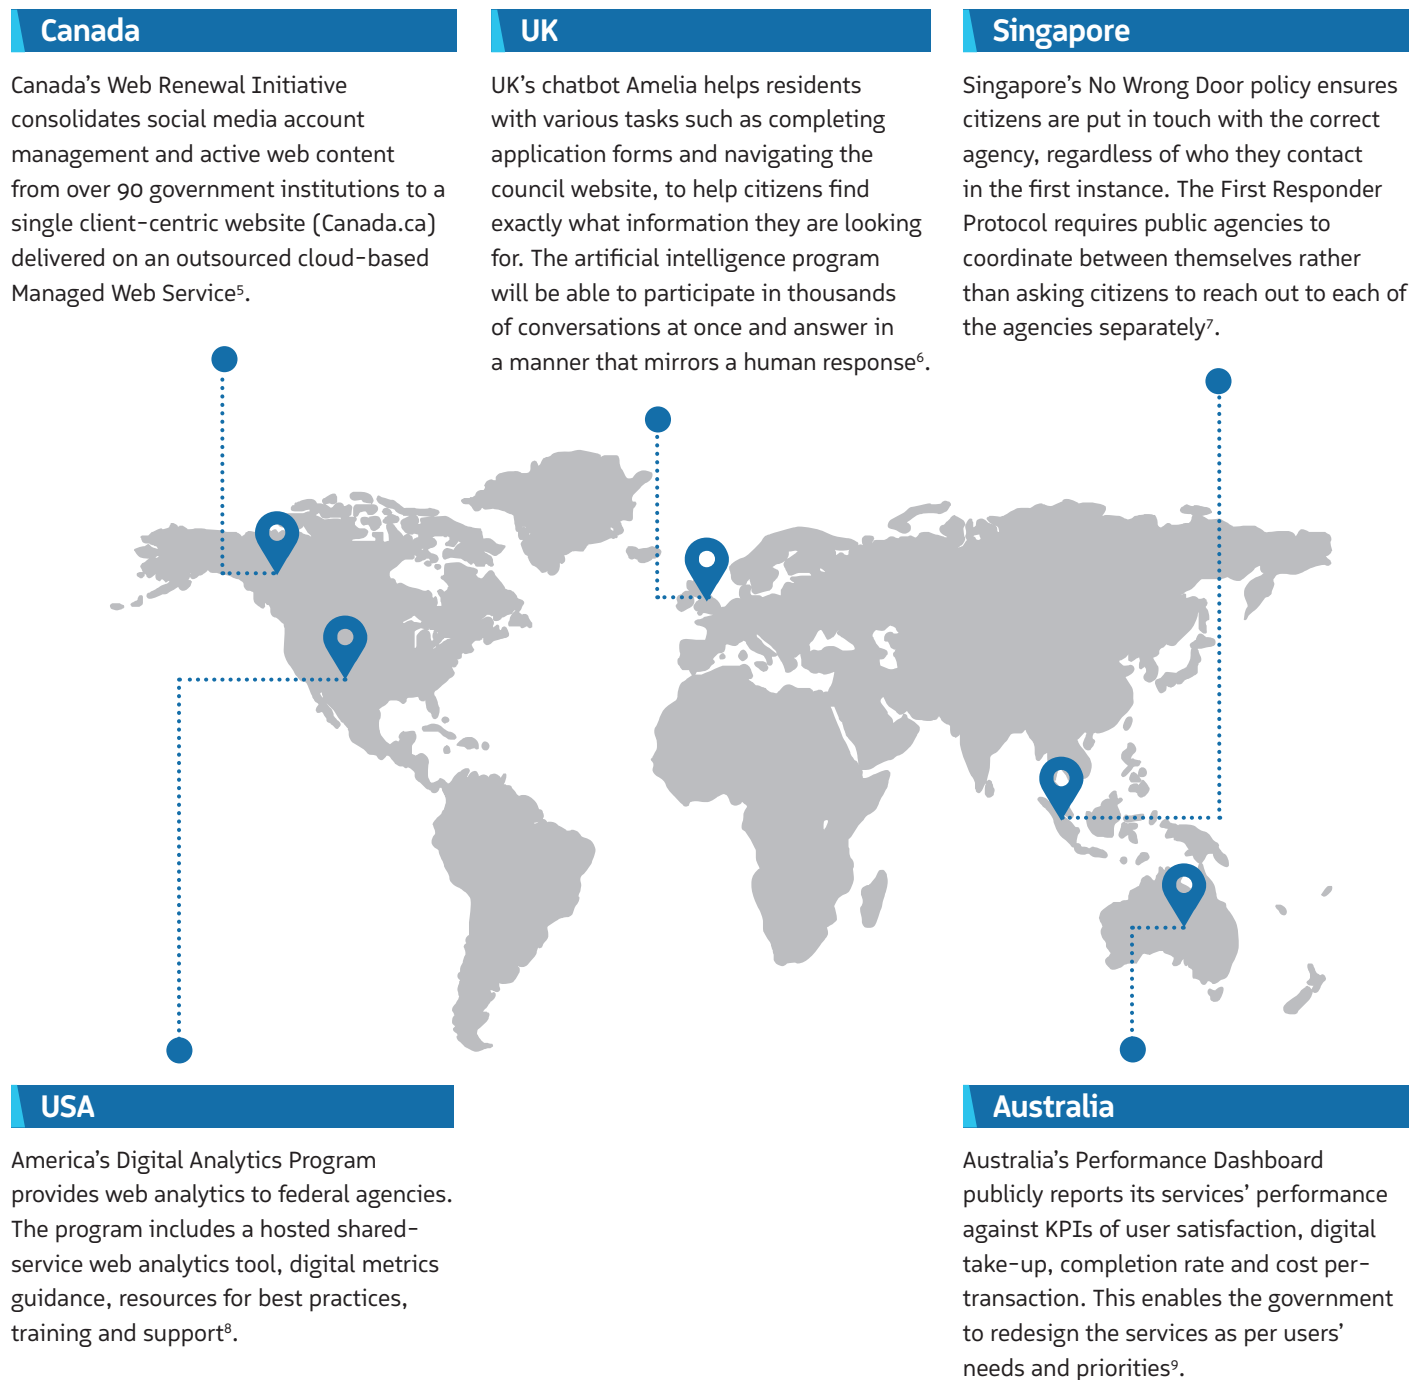 Canada
Canada’s Web Renewal Initiative
consolidates social media account
management and active web content
from over 90 government institutions to a
single client-centric website (Canada.ca)
delivered on an outsourced cloud-based
Managed Web Service⁵.
UK
UK’s chatbot Amelia helps residents
with various tasks such as completing
application forms and navigating the
council website, to help citizens find
exactly what information they are looking
for. The artificial intelligence program
will be able to participate in thousands
of conversations at once and answer in
a manner that mirrors a human response⁶.
Singapore
Singapore’s No Wrong Door policy ensures
citizens are put in touch with the correct
agency, regardless of who they contact
in the first instance. The First Responder
Protocol requires public agencies to
coordinate between themselves rather
than asking citizens to reach out to each of
the agencies separately⁷.
USA
America’s Digital Analytics Program
provides web analytics to federal agencies.
The program includes a hosted shared-
service web analytics tool, digital metrics
guidance, resources for best practices,
training and support⁸.
Australia
Australia’s Performance Dashboard
publicly reports its services’ performance
against KPIs of user satisfaction, digital
take-up, completion rate and cost per-
transaction. This enables the government
to redesign the services as per users’
needs and priorities⁹.